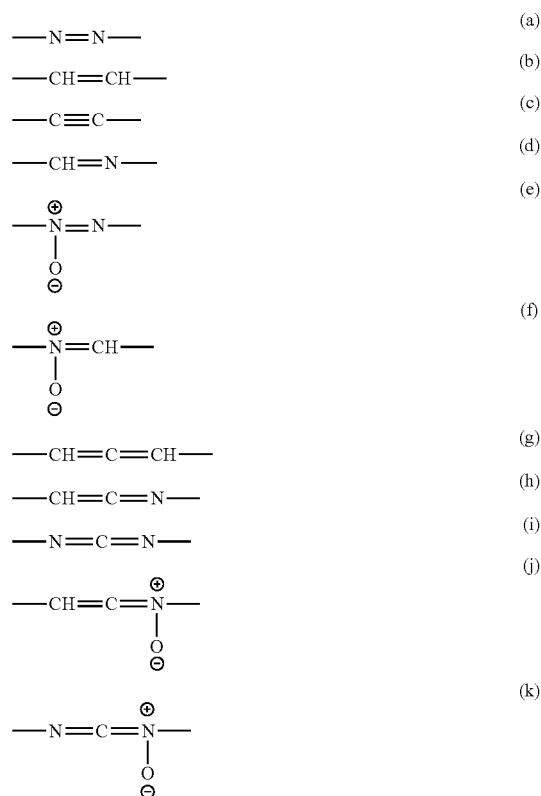 (a)
—N=N—
(b)
—CH=CH—
(c)
—C≡C—
(d)
—CH=N—
(e)
⊕
—N=N—
O
⊖
(f)
⊕
—N=CH—
O
⊖
(g)
—CH=C=CH—
(h)
—CH=C=N—
(i)
—N=C=N—
(j)
⊕
—CH=C=N—
O
⊖
(k)
⊕
—N=C=N—
O
⊖